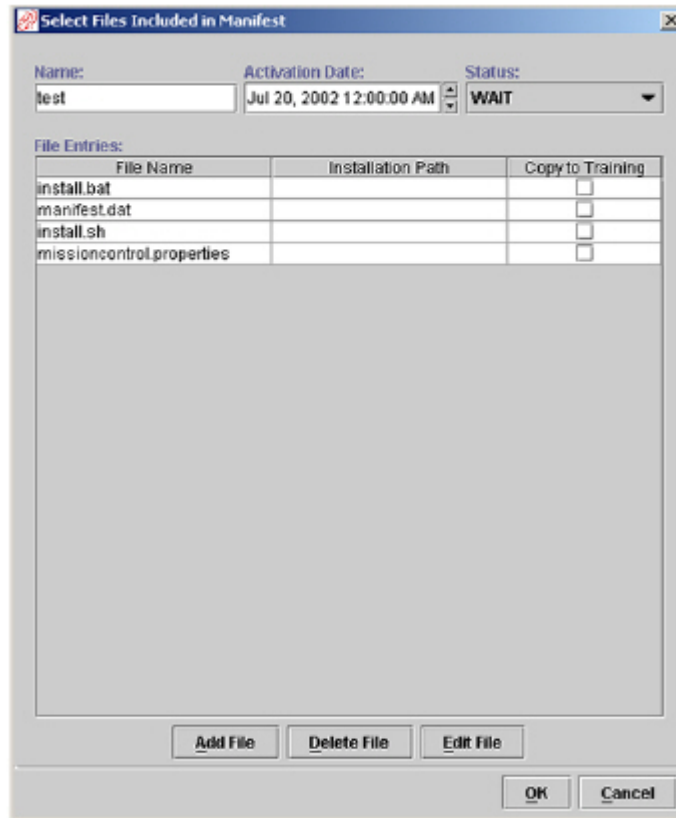 Select Files Included in Manifest
Name: Activation Date: Status:
test Jul 20, 2002 12:00:00 AM WAIT
File Entries:
File Name Installation Path Copy to Training
install.bat
manifest.dat
install.sh
missioncontrol.properties
Add File Delete File Edit File
OK Cancel